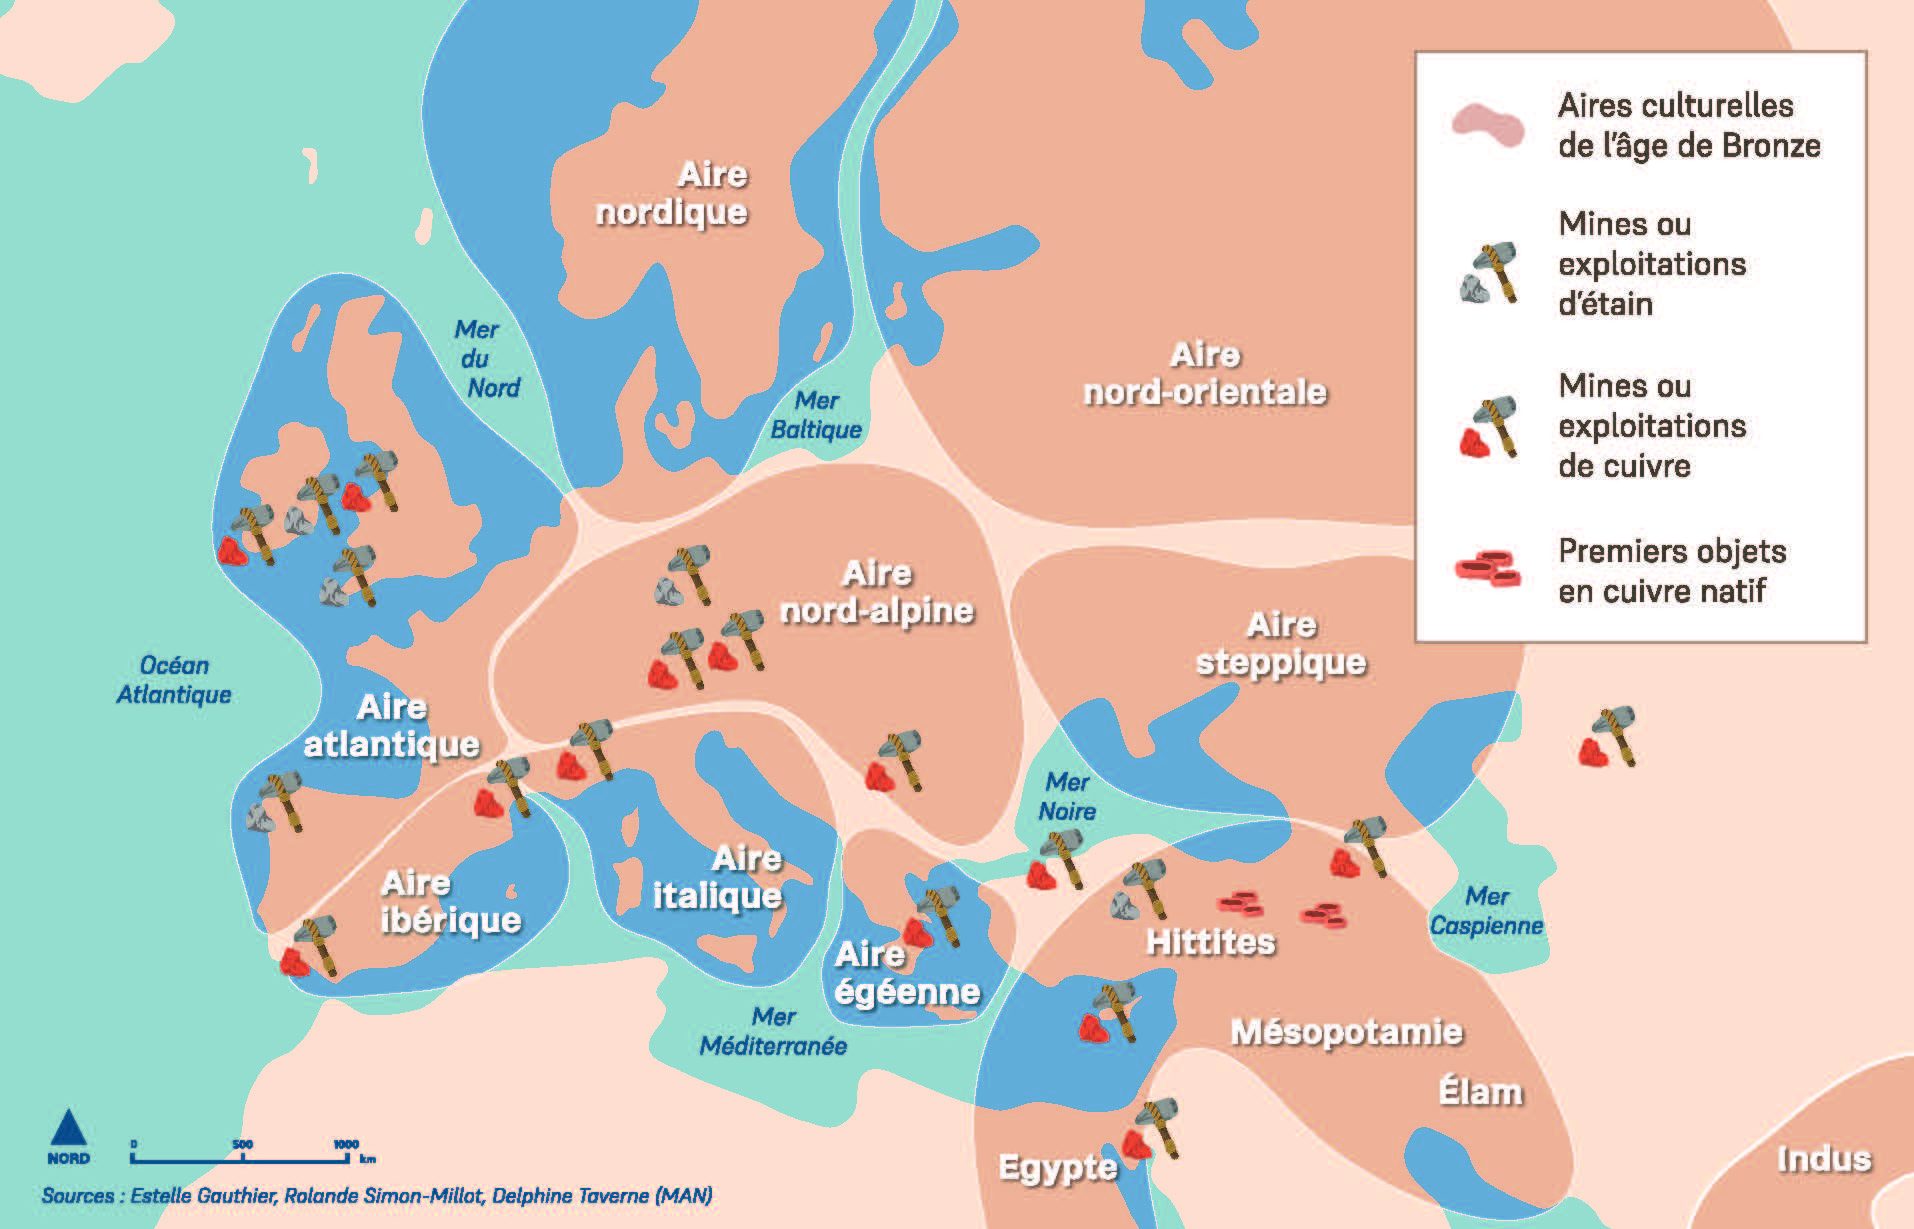 Aire
nordique
Mer
du
Nord
Mer
Baltique
Aire
nord-orientale
Aire
nord-alpine
Aire
steppique
Océan
Atlantique
Aire
atlantique
Mer
Noire
Aire
ibérique
Aire
italique
Aire
égéenne
Hittites
Mer
Caspienne
Mer
Méditerranée
Mésopotamie
Élam
Egypte
Indus
Aires culturelles
de l'âge de Bronze
Mines ou
exploitations
d'étain
Mines ou
exploitations
de cuivre
Premiers objets
en cuivre natif
NORD
0 500 1000
km
Sources : Estelle Gauthier, Rolande Simon-Millot, Delphine Taverne (MAN)